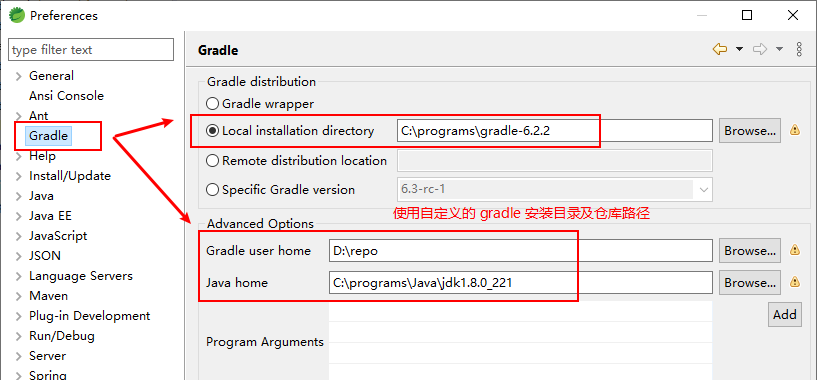 Preferences
type filter text
General
Ansi Console
Ant
Gradle
Help
Install/Update
Java
Java EE
JavaScript
JSON
Language Servers
Maven
Plug-in Development
Run/Debug
Server
Spring
Gradle
Gradle distribution
Gradle wrapper
Local installation directory C:\programs\gradle-6.2.2 Browse...
Remote distribution location
Specific Gradle version 6.3-rc-1
使用自定义的 gradle 安装目录及仓库路径
Advanced Options
Gradle user home D:\repo Browse...
Java home C:\programs\Java\jdk1.8.0_221 Browse...
Add
Program Arguments